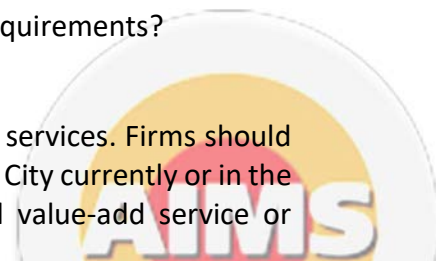 quirements?
services. Firms should
City currently or in the
value-add service or
AIMS